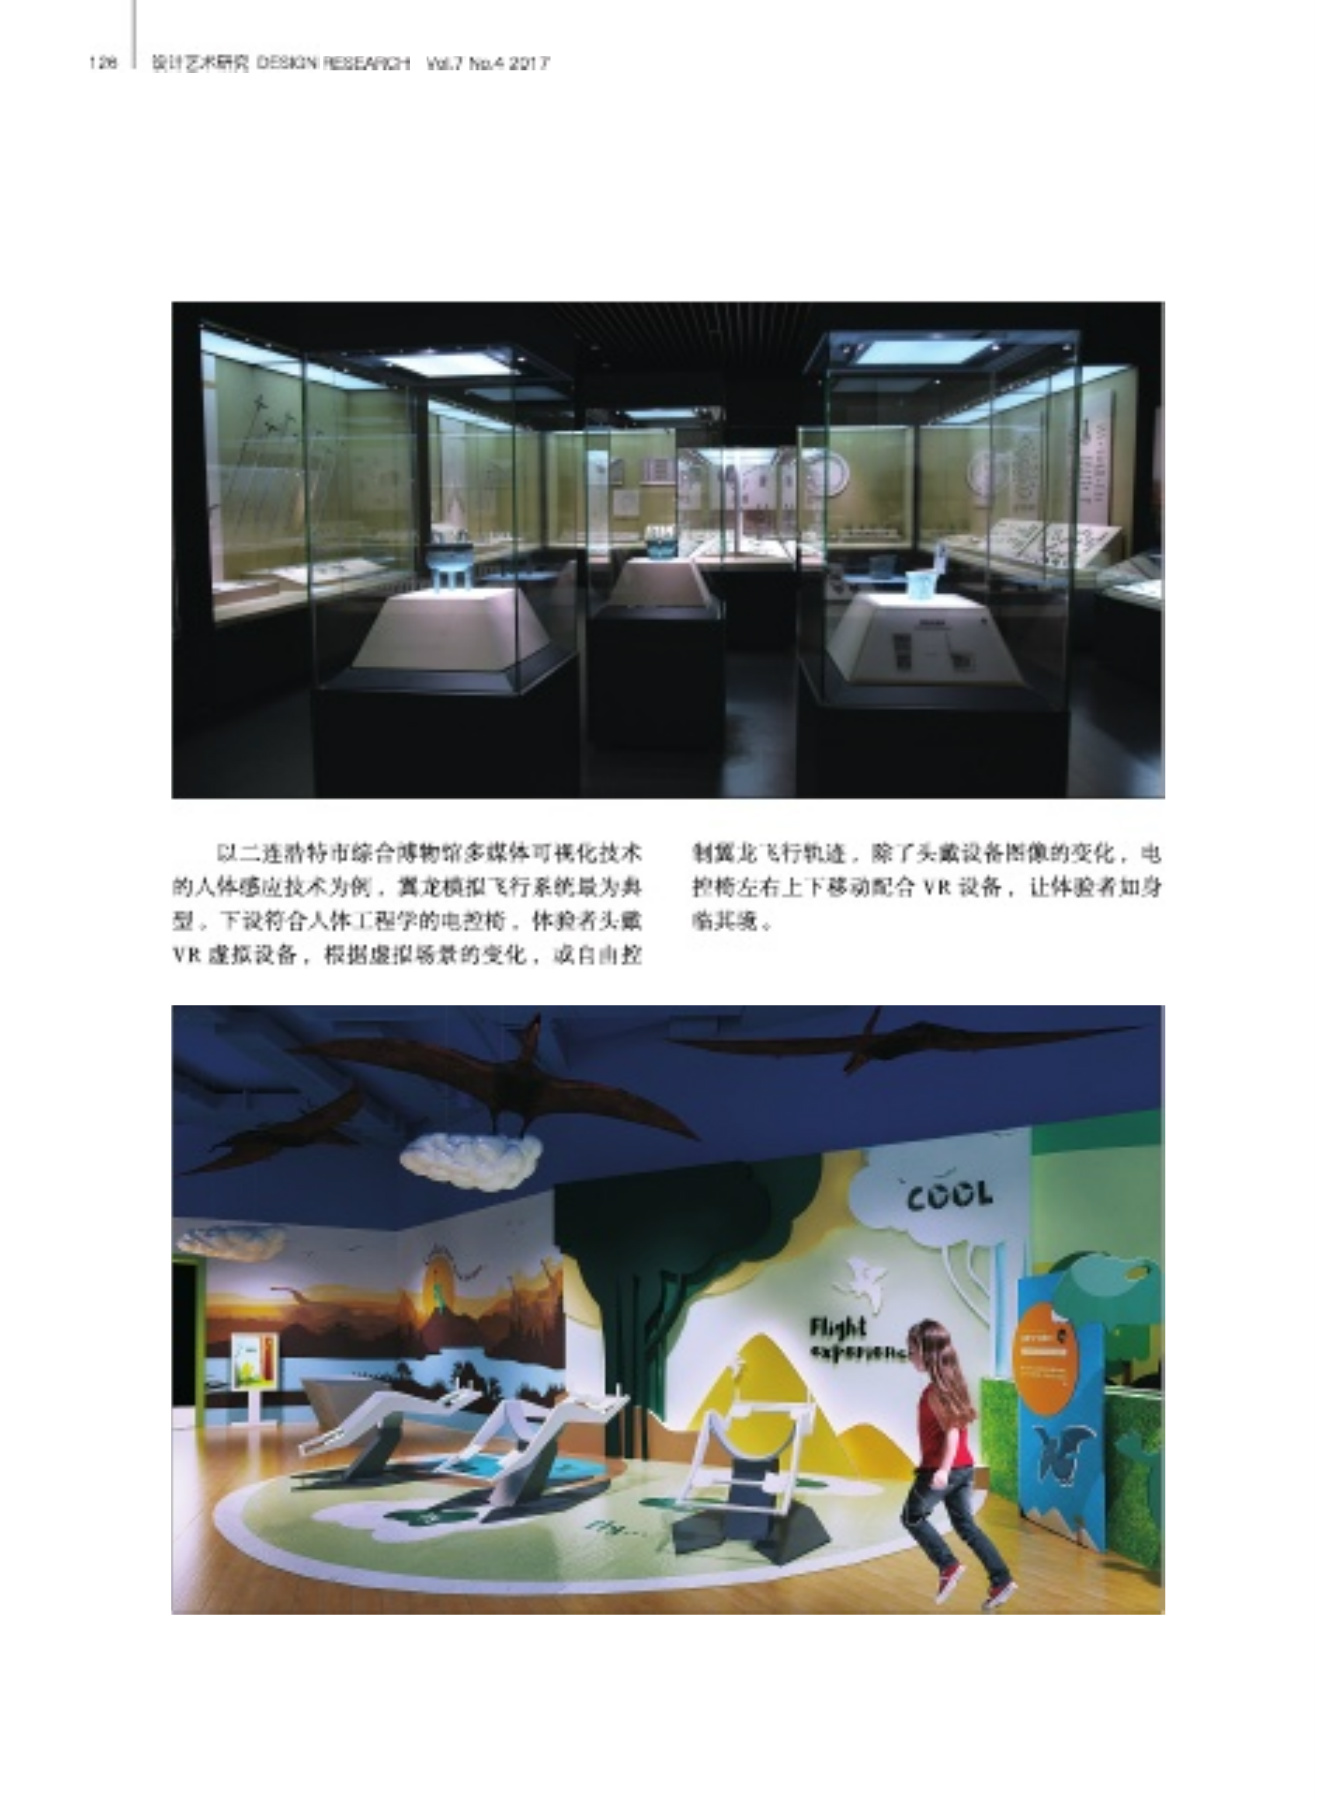 126
设计艺术研究 DESIGN RESEARCH Vol.7 No.4 2017
以二连浩特市综合博物馆多媒体可视化技术
的人体感应技术为例，翼龙模拟飞行系统最为典
型。下设符合人体工程学的电控椅，体验者头戴
VR 虚拟设备，根据虚拟场景的变化，或自由控
制翼龙飞行轨迹，除了头戴设备图像的变化，电
控椅左右上下移动配合 VR 设备，让体验者如身
临其境。
COOL
Flight
experienc